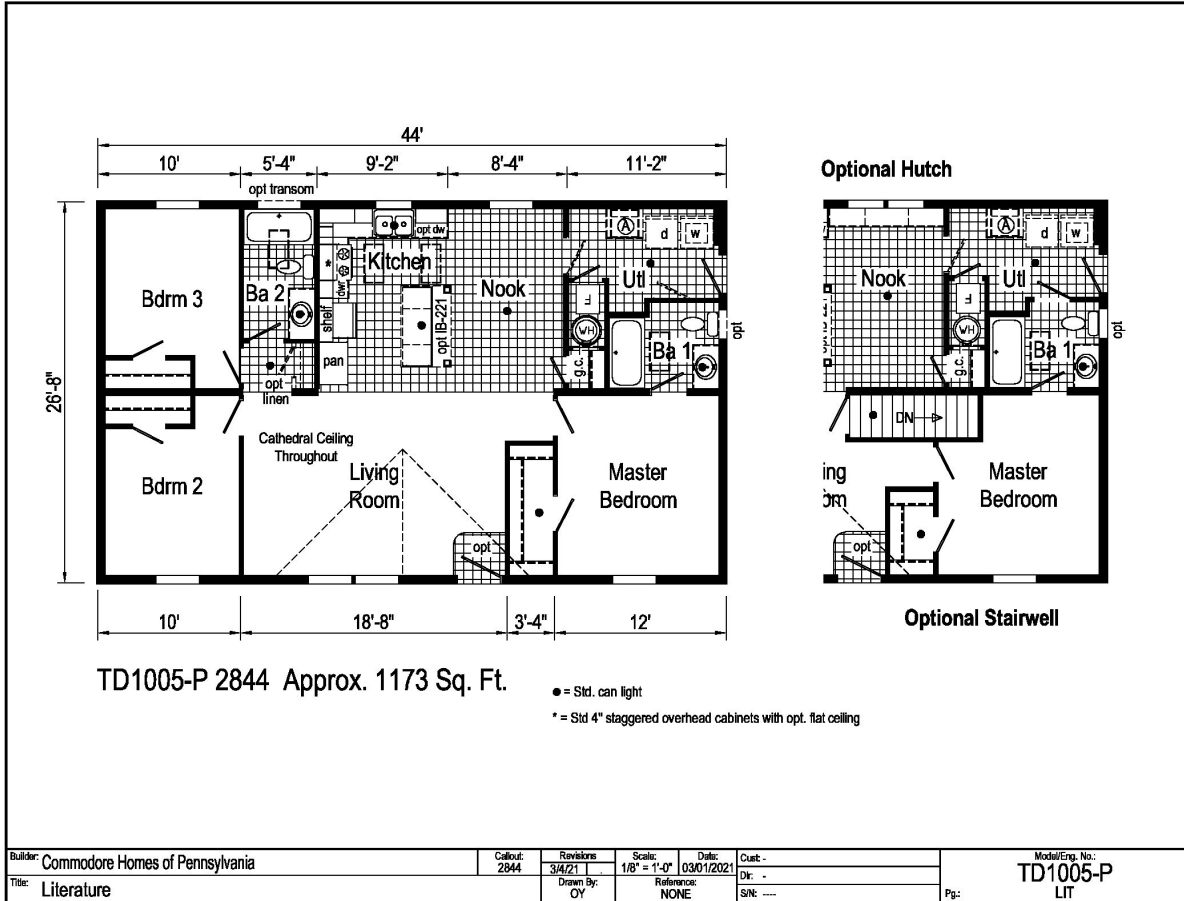 44'
10' 5'-4" 9'-2" 8'-4" 11'-2"
opt transom
26'-8"
Bdrm 3
Ba 2
Kitchen
opt dw
dwr
*
shelf
pan
opt IB-221
Nook
Utl
A
d
w
F
WH
g.c.
Ba 1
opt
opt
linen
Bdrm 2
Cathedral Ceiling
Throughout
Living
Room
opt
Master
Bedroom
10' 18'-8" 3'-4" 12'
Optional Hutch
Nook
Utl
A
d
w
F
WH
g.c.
Ba 1
opt
DN
Master
Bedroom
opt
Optional Stairwell
TD1005-P 2844 Approx. 1173 Sq. Ft.
● = Std. can light
* = Std 4" staggered overhead cabinets with opt. flat ceiling
Builder: Commodore Homes of Pennsylvania
Title: Literature
Callout:
2844
Revisions
3/4/21
Drawn By:
OY
Scale:
1/8" = 1'-0"
Date:
03/01/2021
Reference:
NONE
Cust: -
Dlr: -
S/N: ----
Model/Eng. No.:
TD1005-P
Pg.: LIT